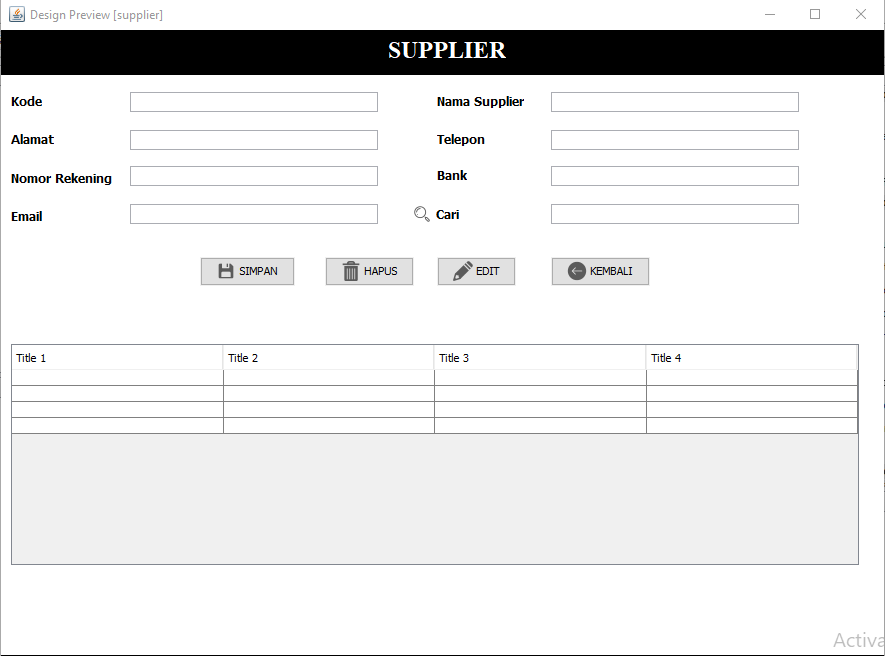 Design Preview [supplier]
SUPPLIER
Kode
Nama Supplier
Alamat
Telepon
Nomor Rekening
Bank
Email
Cari
SIMPAN
HAPUS
EDIT
KEMBALI
Title 1
Title 2
Title 3
Title 4
Activa